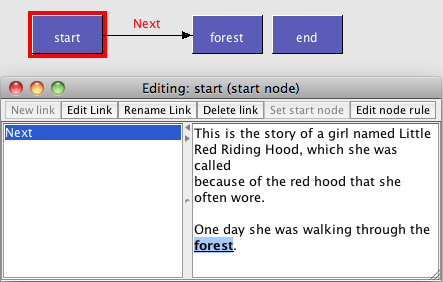 Next
start
forest
end
Editing: start (start node)
New link
Edit Link
Rename Link
Delete link
Set start node
Edit node rule
Next
This is the story of a girl named Little
Red Riding Hood, which she was
called
because of the red hood that she
often wore.
One day she was walking through the
forest.